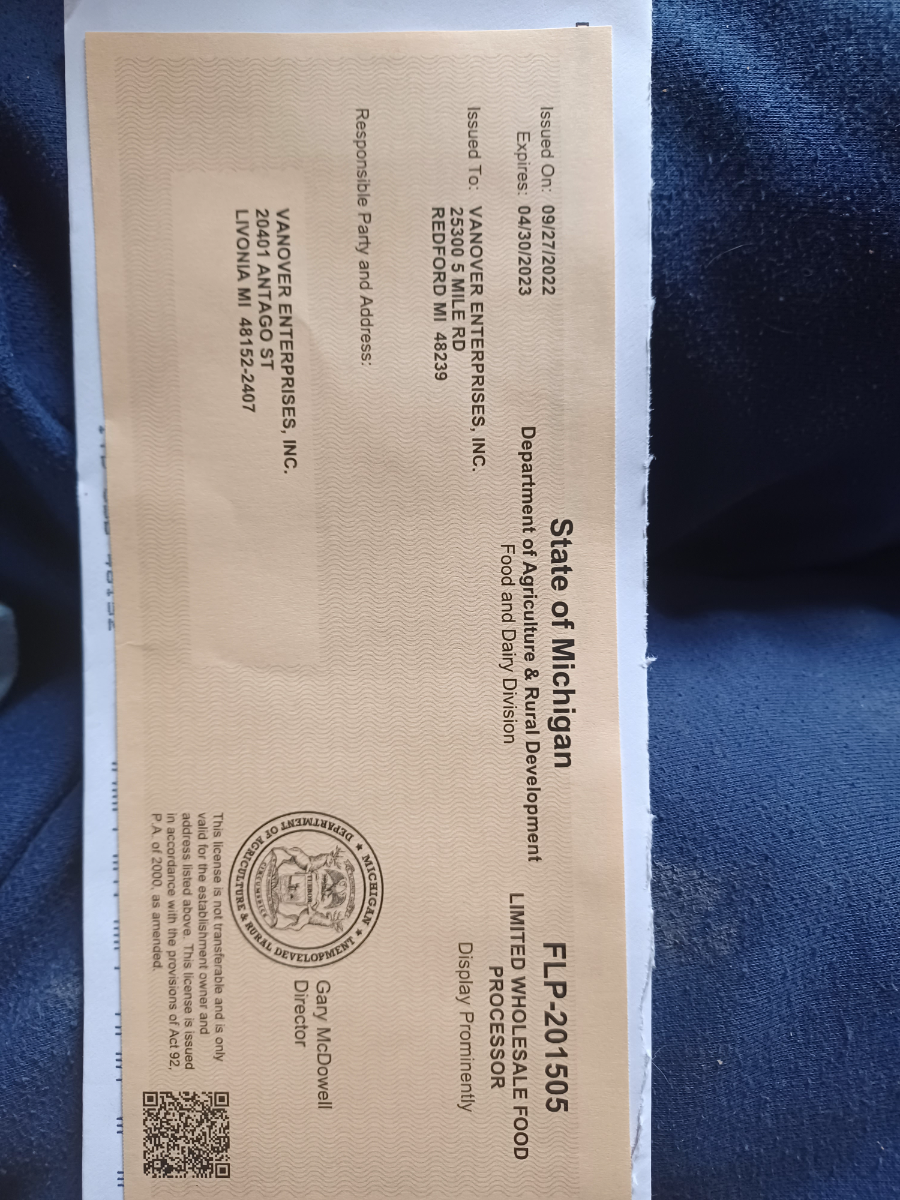 State of Michigan
Department of Agriculture & Rural Development
Food and Dairy Division
FLP-201505
LIMITED WHOLESALE FOOD
PROCESSOR
Display Prominently
Issued On: 09/27/2022
Expires: 04/30/2023
Issued To: VANOVER ENTERPRISES, INC.
25300 5 MILE RD
REDFORD MI 48239
Responsible Party and Address:
VANOVER ENTERPRISES, INC.
20401 ANTAGO ST
LIVONIA MI 48152-2407
MICHIGAN ★ DEPARTMENT OF AGRICULTURE & RURAL DEVELOPMENT ★
TUEBOR
Gary McDowell
Director
This license is not transferable and is only
valid for the establishment owner and
address listed above. This license is issued
in accordance with the provisions of Act 92,
P.A. of 2000, as amended.